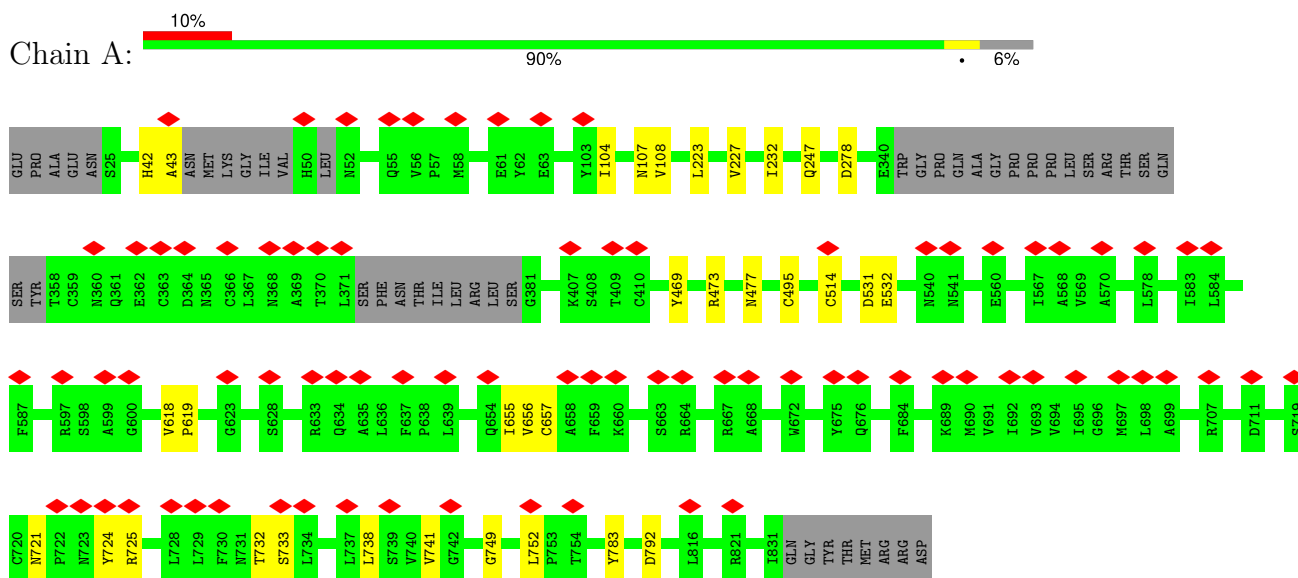 10%
Chain A:
90%
•
6%
GLU PRO ALA GLU ASN S25 H42 A43 ASN MET LYS GLY ILE VAL H50 LEU N52 Q55 V56 P57 M58 E61 Y62 E63 Y103 I104 N107 V108 L223 V227 I232 Q247 D278 E340 TRP GLY PRO GLN ALA GLY PRO PRO PRO LEU SER ARG THR SER GLN
SER TYR T358 C359 N360 Q361 E362 C363 D364 N365 C366 L367 N368 A369 T370 L371 SER PHE ASN THR ILE LEU ARG LEU SER G381 K407 S408 T409 C410 Y469 R473 N477 C495 C514 D531 E532 N540 N541 E560 I567 A568 V569 A570 L578 I583 L584
F587 R597 S598 A599 G600 V618 P619 G623 S628 R633 Q634 A635 L636 F637 P638 L639 Q654 I655 V656 C657 A658 F659 K660 S663 R664 R667 A668 W672 Y675 Q676 F684 K689 M690 V691 I692 V693 V694 I695 G696 M697 L698 A699 R707 D711 S719
C720 N721 P722 N723 Y724 R725 L728 L729 F730 N731 T732 S733 L734 L737 L738 S739 V740 V741 G742 G749 L752 P753 T754 Y783 D792 L816 R821 I831 GLN GLY TYR THR MET ARG ARG ASP